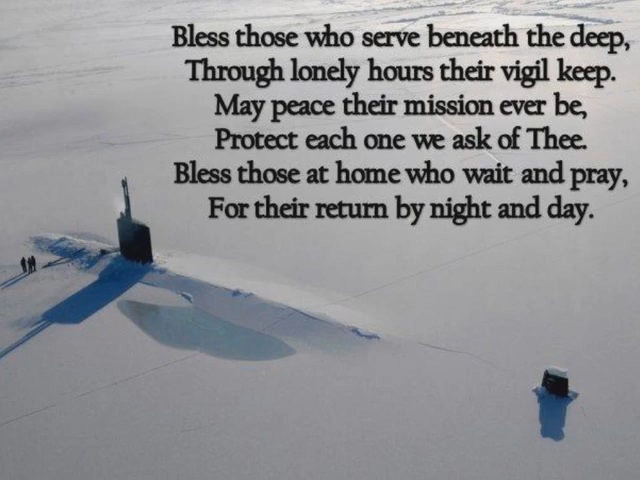 Bless those who serve beneath the deep,
Through lonely hours their vigil keep.
May peace their mission ever be,
Protect each one we ask of Thee.
Bless those at home who wait and pray,
For their return by night and day.